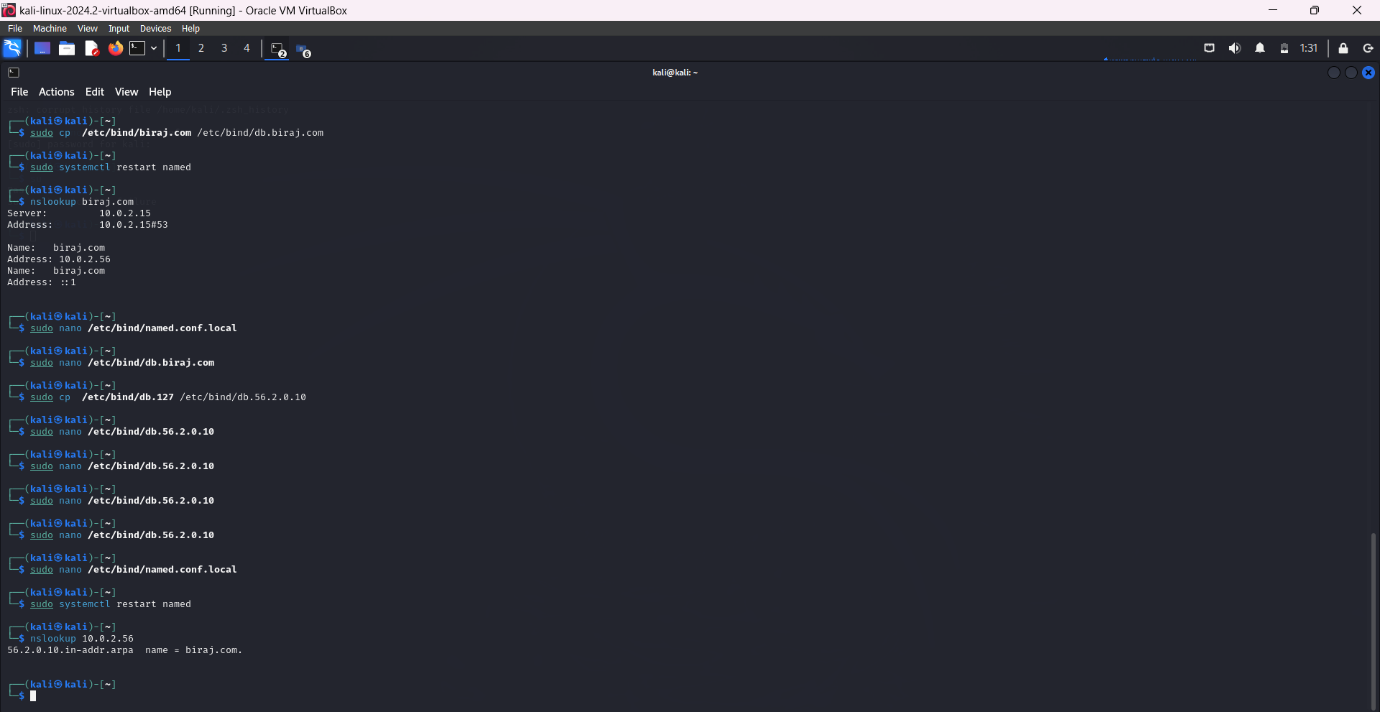 kali-linux-2024.2-virtualbox-amd64 [Running] - Oracle VM VirtualBox
File Machine View Input Devices Help
1 2 3 4 2 6 1:31
kali@kali: ~
File Actions Edit View Help
┌──(kali㉿kali)-[~]
└─$ sudo cp  /etc/bind/biraj.com /etc/bind/db.biraj.com
┌──(kali㉿kali)-[~]
└─$ sudo systemctl restart named
┌──(kali㉿kali)-[~]
└─$ nslookup biraj.com
Server:         10.0.2.15
Address:        10.0.2.15#53
Name:   biraj.com
Address: 10.0.2.56
Name:   biraj.com
Address: ::1
┌──(kali㉿kali)-[~]
└─$ sudo nano /etc/bind/named.conf.local
┌──(kali㉿kali)-[~]
└─$ sudo nano /etc/bind/db.biraj.com
┌──(kali㉿kali)-[~]
└─$ sudo cp  /etc/bind/db.127 /etc/bind/db.56.2.0.10
┌──(kali㉿kali)-[~]
└─$ sudo nano /etc/bind/db.56.2.0.10
┌──(kali㉿kali)-[~]
└─$ sudo nano /etc/bind/db.56.2.0.10
┌──(kali㉿kali)-[~]
└─$ sudo nano /etc/bind/db.56.2.0.10
┌──(kali㉿kali)-[~]
└─$ sudo nano /etc/bind/db.56.2.0.10
┌──(kali㉿kali)-[~]
└─$ sudo nano /etc/bind/named.conf.local
┌──(kali㉿kali)-[~]
└─$ sudo systemctl restart named
┌──(kali㉿kali)-[~]
└─$ nslookup 10.0.2.56
56.2.0.10.in-addr.arpa  name = biraj.com.
┌──(kali㉿kali)-[~]
└─$